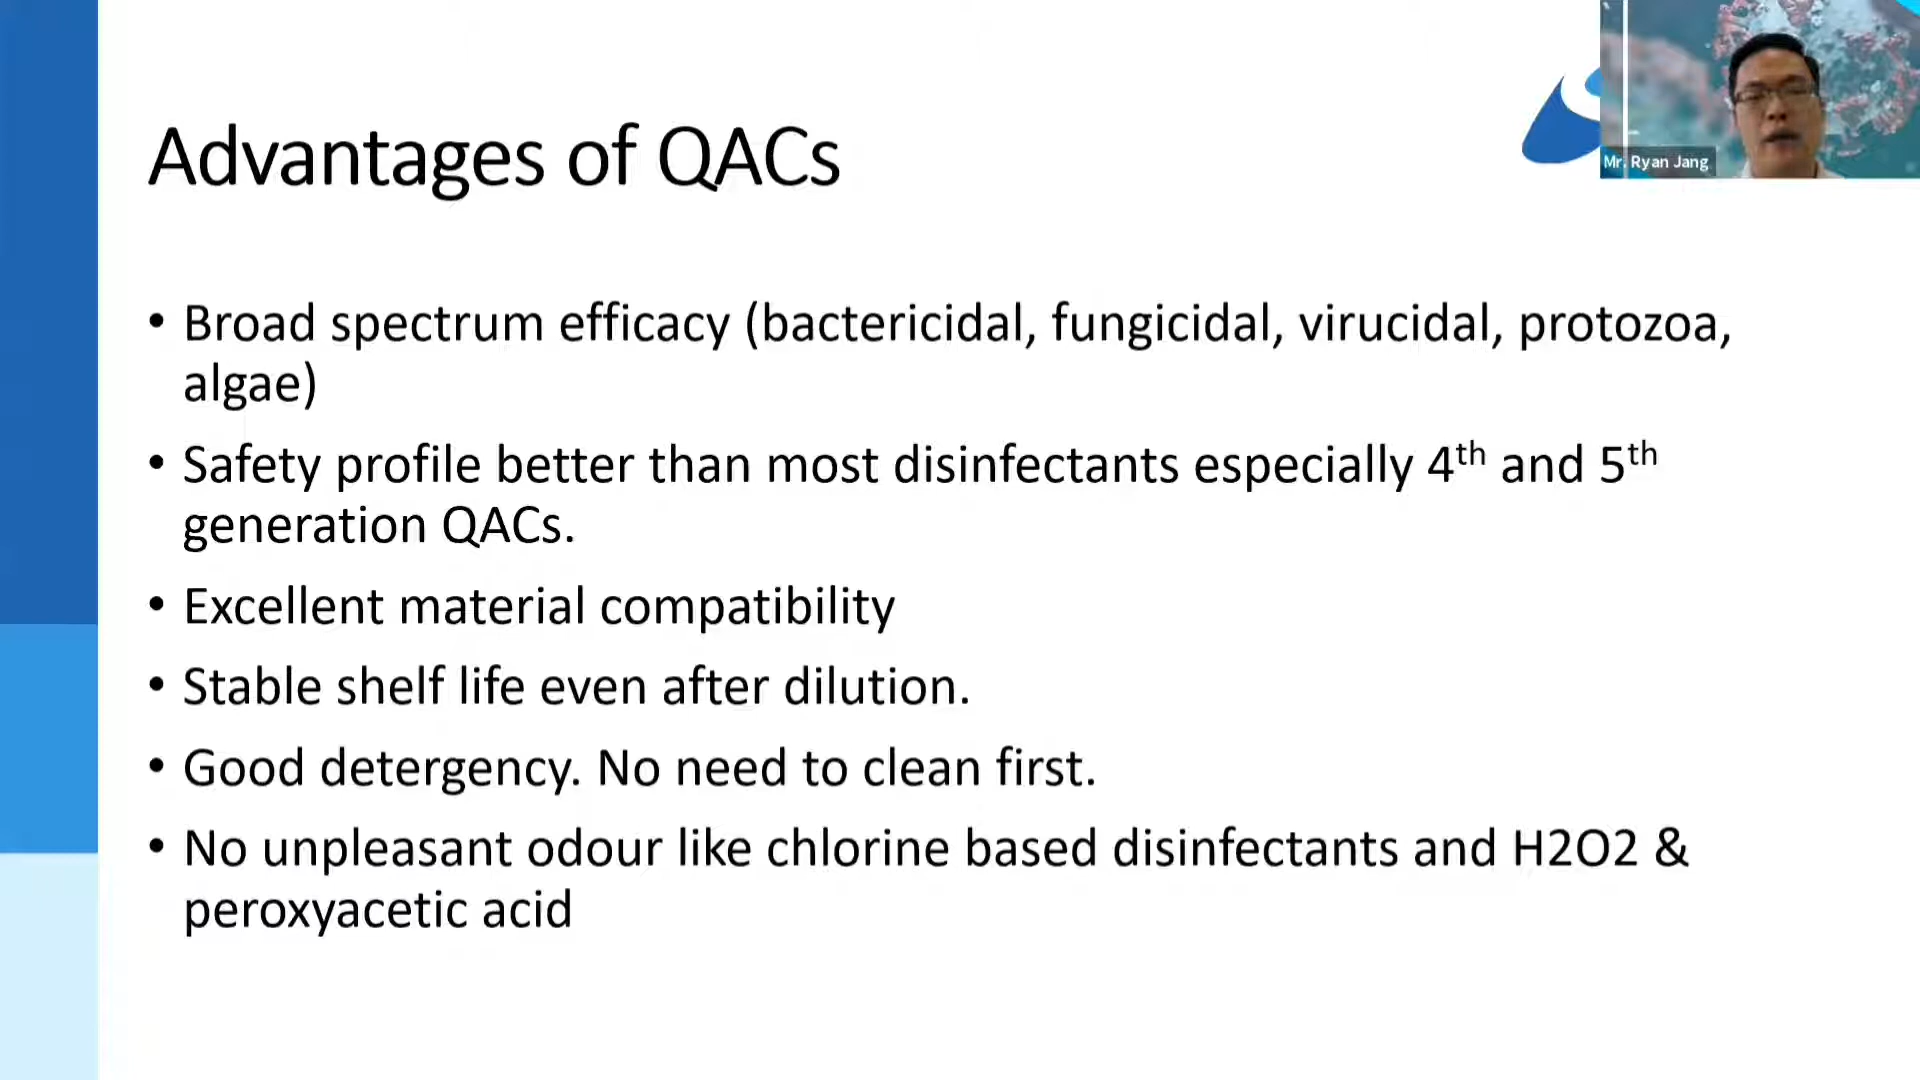 Advantages of QACs
Mr. Ryan Jang
• Broad spectrum efficacy (bactericidal, fungicidal, virucidal, protozoa,
algae)
• Safety profile better than most disinfectants especially 4th and 5th
generation QACs.
• Excellent material compatibility
• Stable shelf life even after dilution.
• Good detergency. No need to clean first.
• No unpleasant odour like chlorine based disinfectants and H2O2 &
peroxyacetic acid